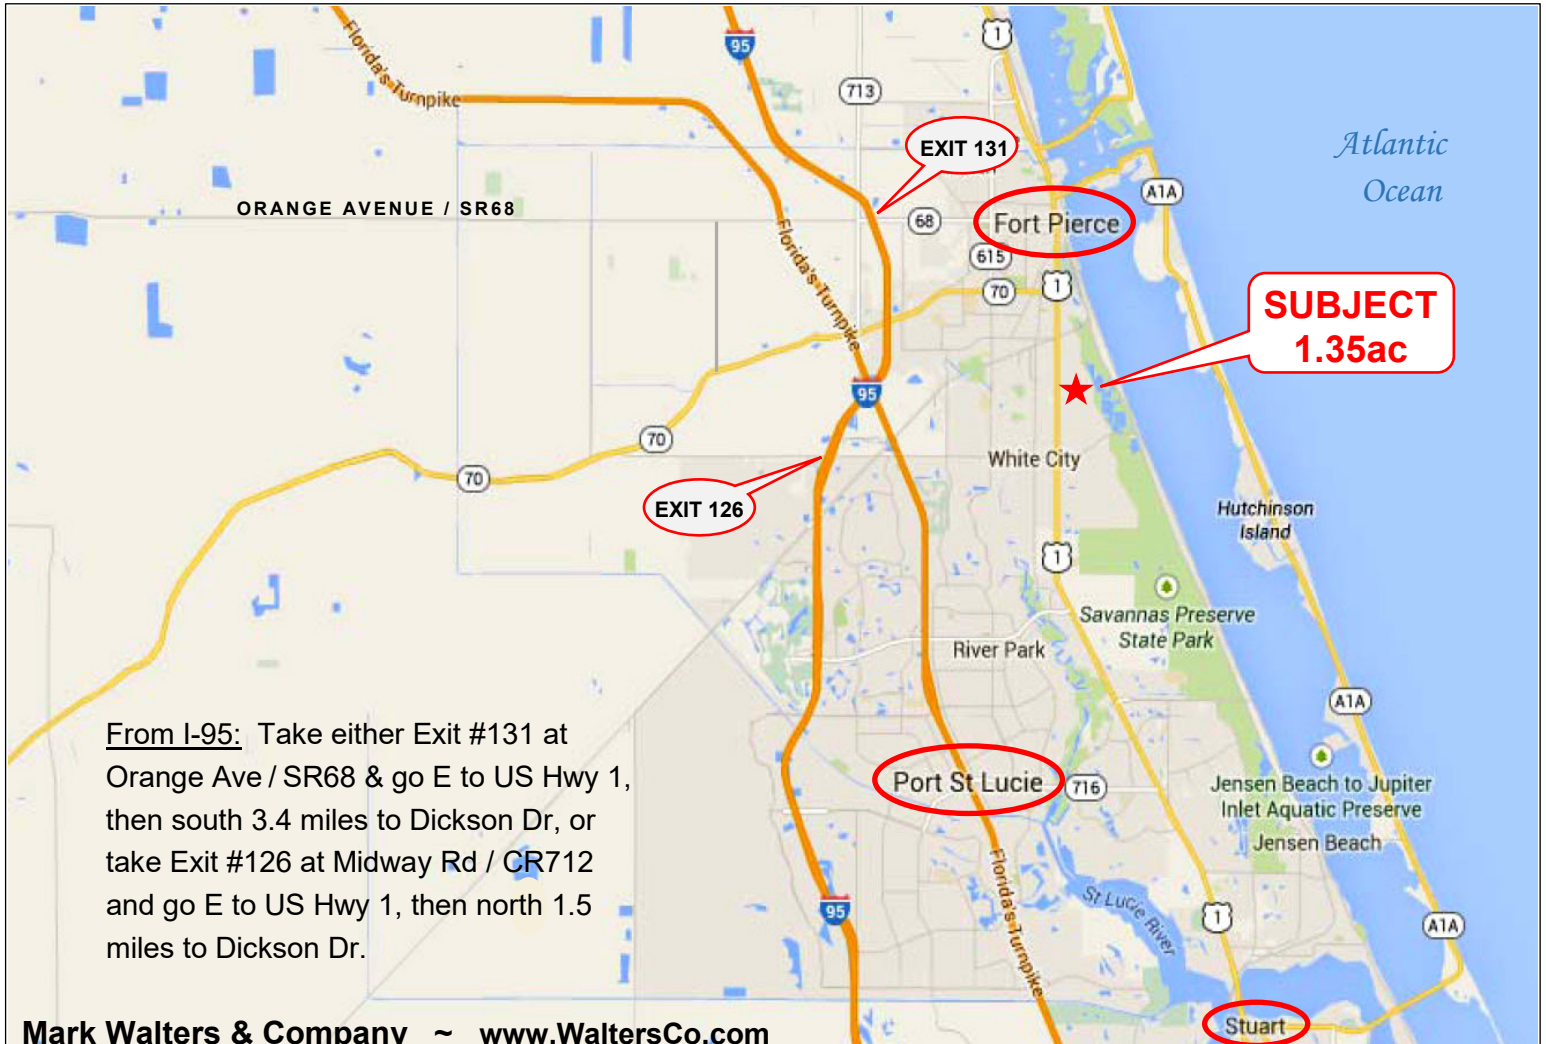 Florida's Turnpike
95
1
713
EXIT 131
Atlantic
Ocean
A1A
ORANGE AVENUE / SR68
68
Fort Pierce
Florida's Turnpike
615
70
1
SUBJECT
1.35ac
95
70
White City
70
EXIT 126
Hutchinson
Island
1
Savannas Preserve
State Park
River Park
A1A
From I-95: Take either Exit #131 at
Orange Ave / SR68 & go E to US Hwy 1,
then south 3.4 miles to Dickson Dr, or
take Exit #126 at Midway Rd / CR712
and go E to US Hwy 1, then north 1.5
miles to Dickson Dr.
Port St Lucie
716
Jensen Beach to Jupiter
Inlet Aquatic Preserve
Jensen Beach
Florida's Turnpike
St Lucie River
95
1
A1A
Stuart
Mark Walters & Company ~ www.WaltersCo.com